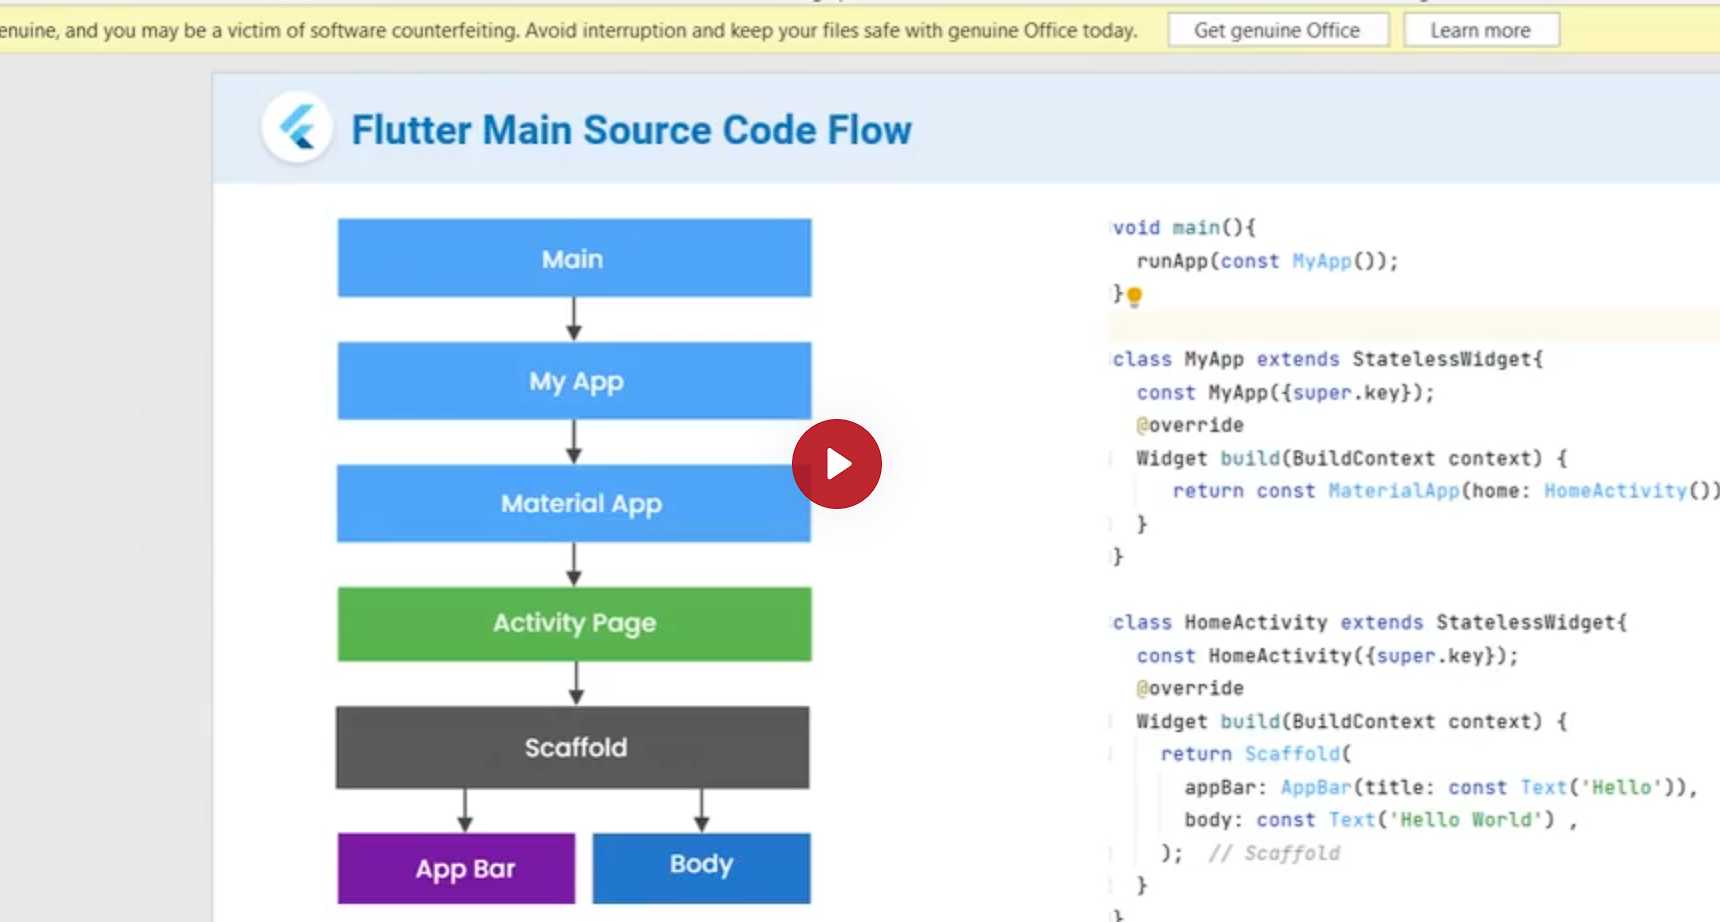 enuine, and you may be a victim of software counterfeiting. Avoid interruption and keep your files safe with genuine Office today. Get genuine Office Learn more
Flutter Main Source Code Flow
Main
My App
Material App
Activity Page
Scaffold
App Bar
Body
void main(){
runApp(const MyApp());
}
class MyApp extends StatelessWidget{
const MyApp({super.key});
@override
Widget build(BuildContext context) {
return const MaterialApp(home: HomeActivity())
}
}
class HomeActivity extends StatelessWidget{
const HomeActivity({super.key});
@override
Widget build(BuildContext context) {
return Scaffold(
appBar: AppBar(title: const Text('Hello')),
body: const Text('Hello World') ,
); // Scaffold
}
}